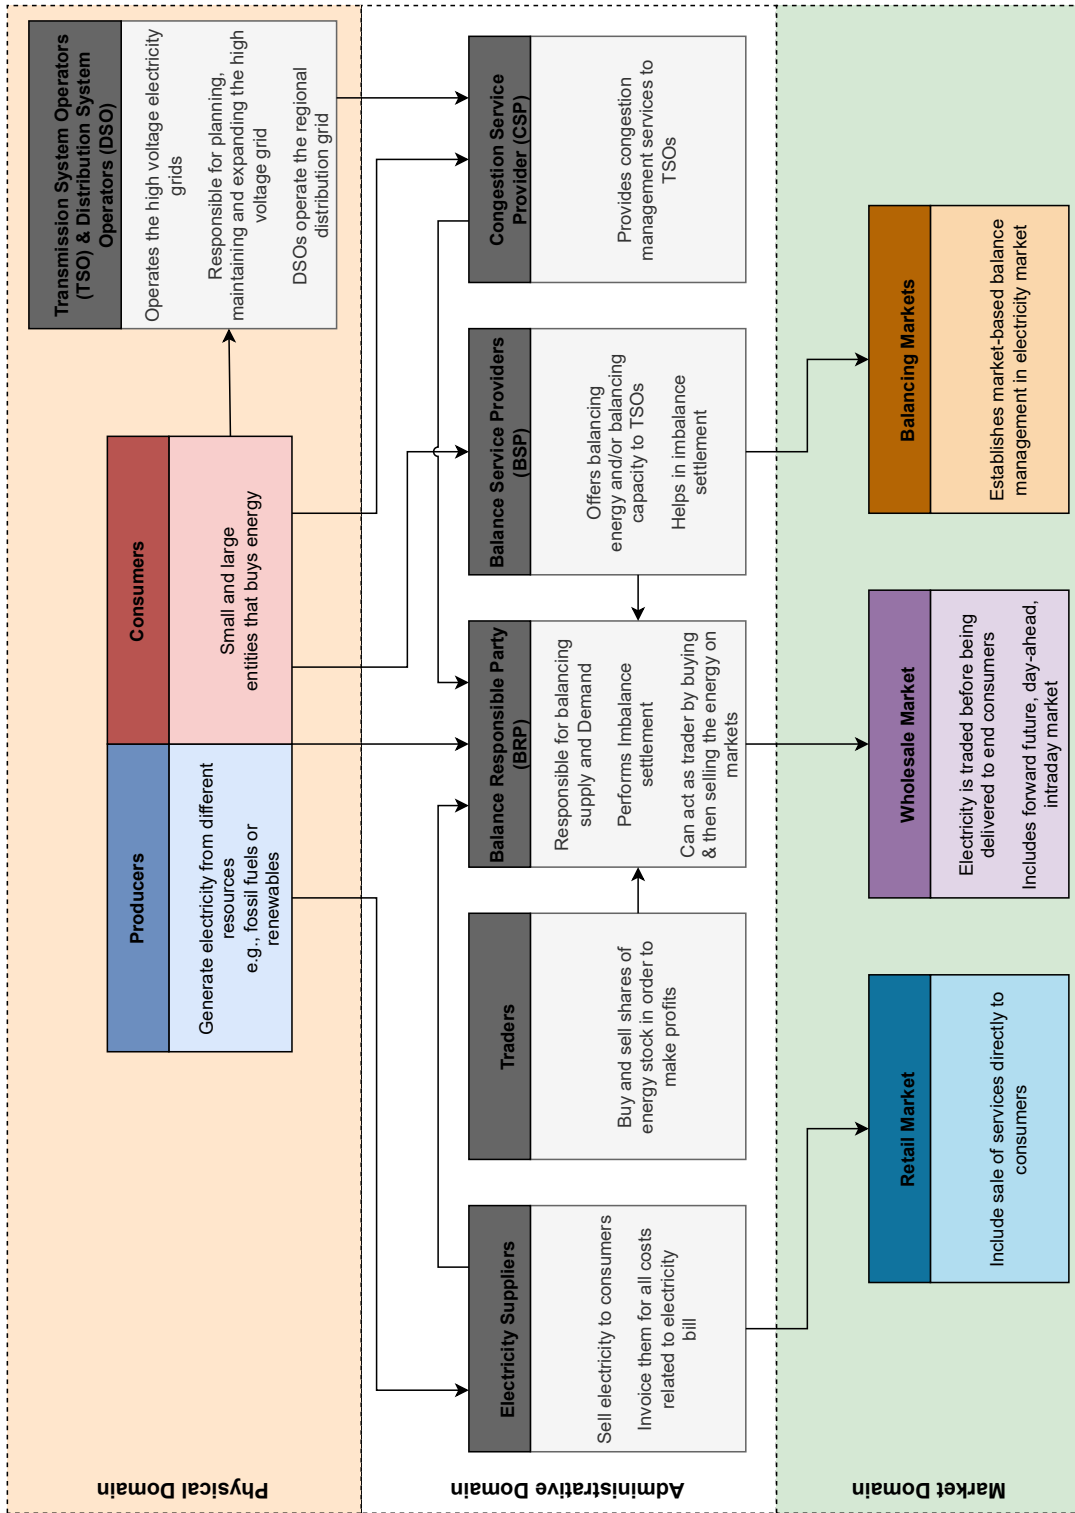 Physical Domain
Producers
Generate electricity from different
resources
e.g., fossil fuels or
renewables
Consumers
Small and large
entities that buys energy
Transmission System Operators
(TSO) & Distribution System
Operators (DSO)
Operates the high voltage electricity
grids
Responsible for planning,
maintaining and expanding the high
voltage grid
DSOs operate the regional
distribution grid
Administrative Domain
Electricity Suppliers
Sell electricity to consumers
Invoice them for all costs
related to electricity
bill
Traders
Buy and sell shares of
energy stock in order to
make profits
Balance Responsible Party
(BRP)
Responsible for balancing
supply and Demand
Performs Imbalance
settlement
Can act as trader by buying
& then selling the energy on
markets
Balance Service Providers
(BSP)
Offers balancing
energy and/or balancing
capacity to TSOs
Helps in imbalance
settlement
Congestion Service
Provider (CSP)
Provides congestion
management services to
TSOs
Market Domain
Retail Market
Include sale of services directly to
consumers
Wholesale Market
Electricity is traded before being
delivered to end consumers
Includes forward future, day-ahead,
intraday market
Balancing Markets
Establishes market-based balance
management in electricity market